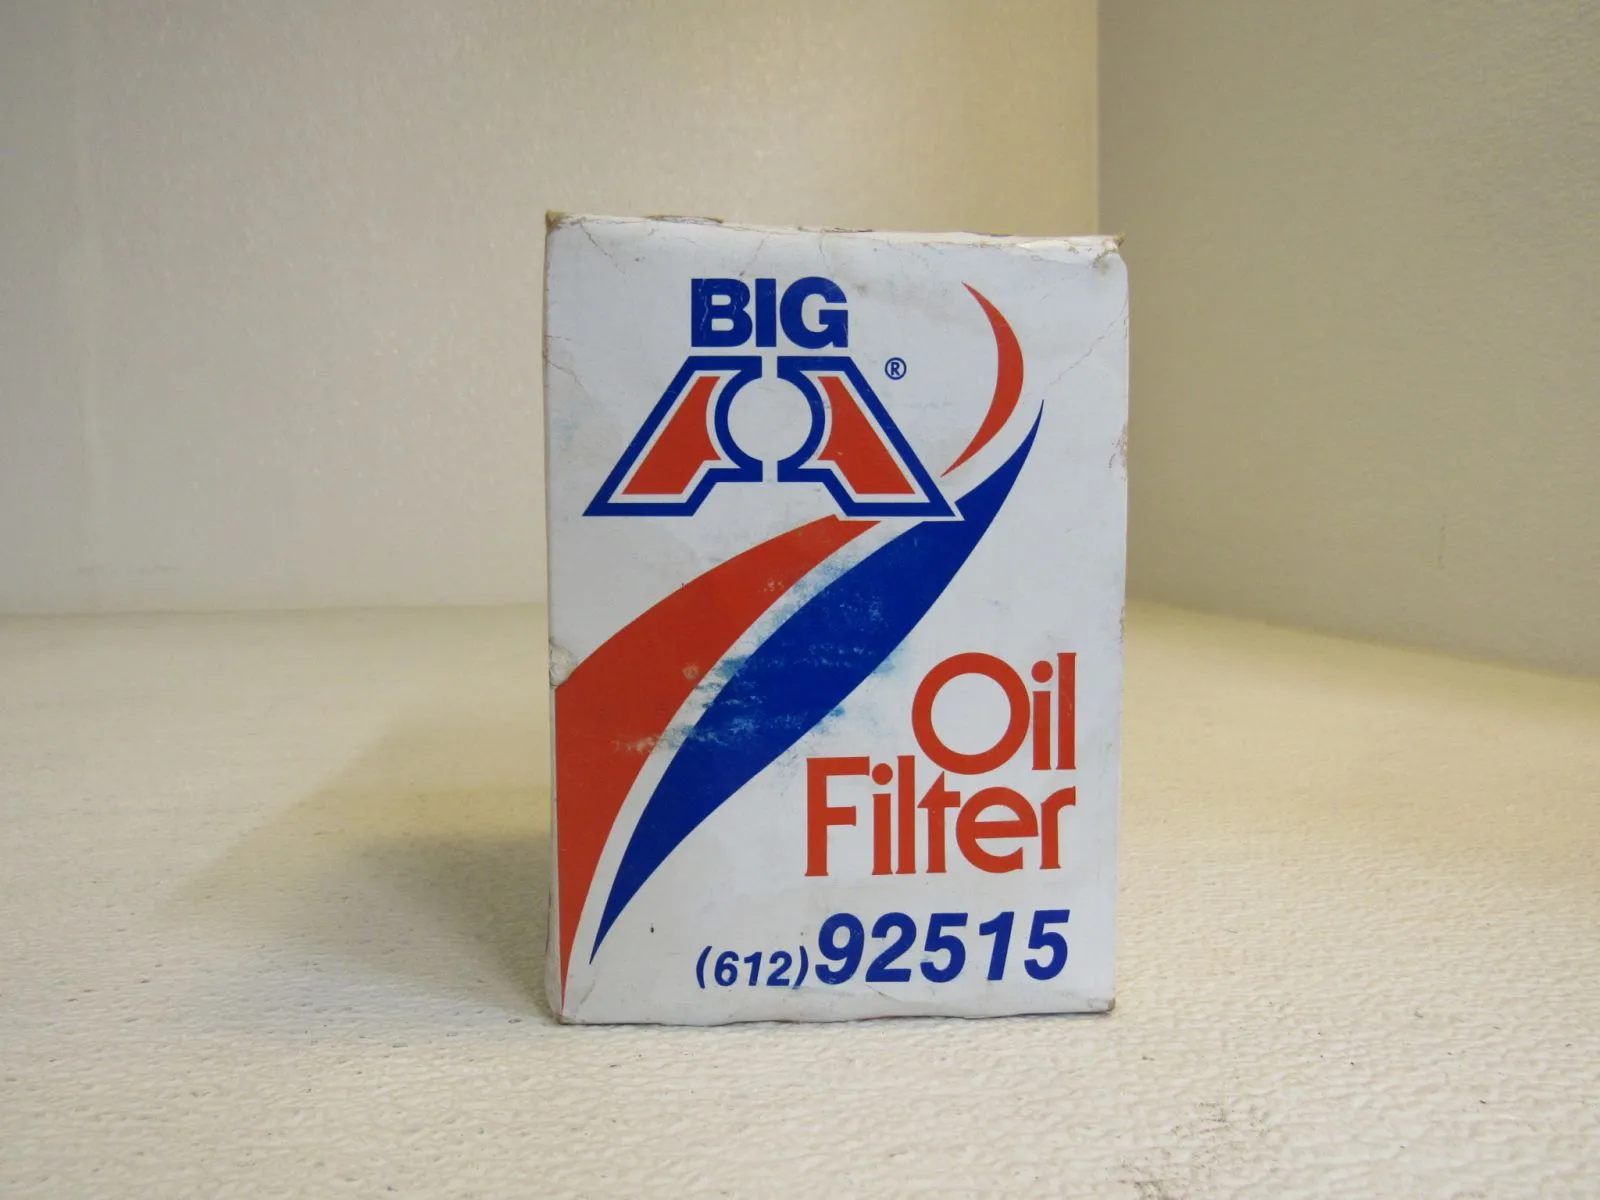 BIG
A ®
Oil
Filter
(612) 92515